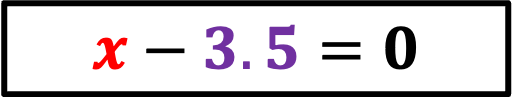 x − 3.5 = 0